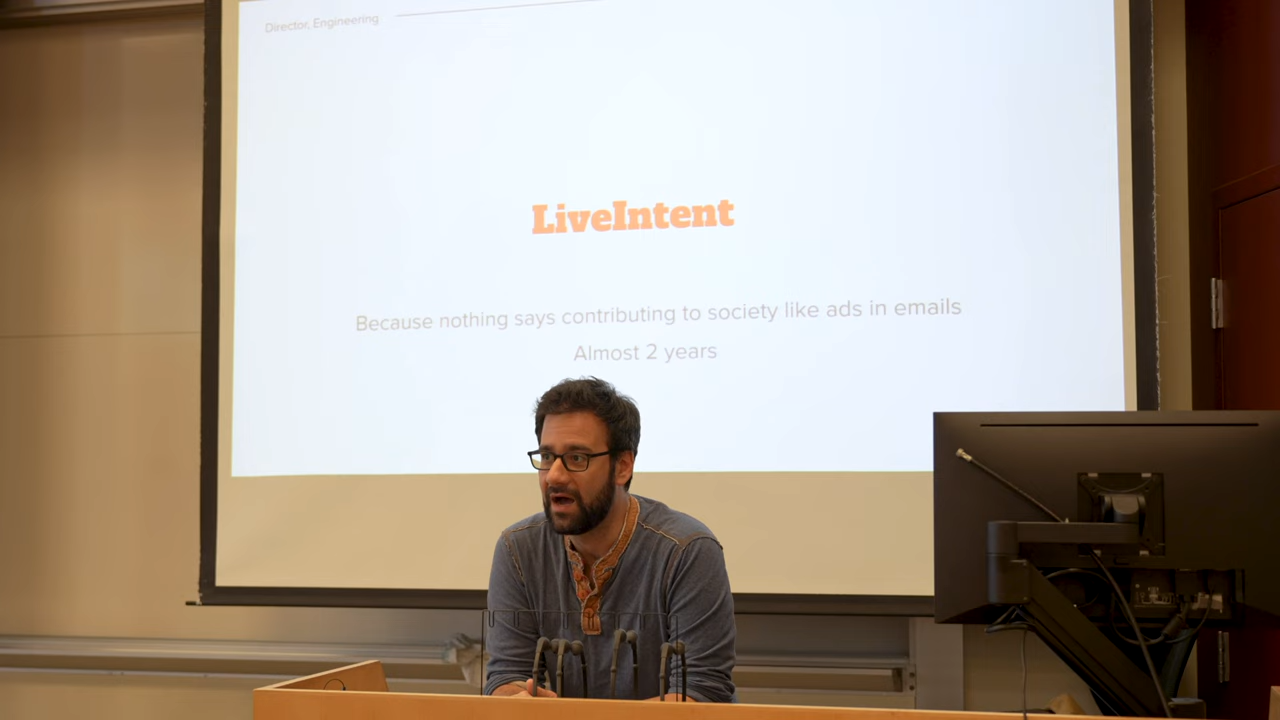 Director, Engineering
LiveIntent
Because nothing says contributing to society like ads in emails
Almost 2 years